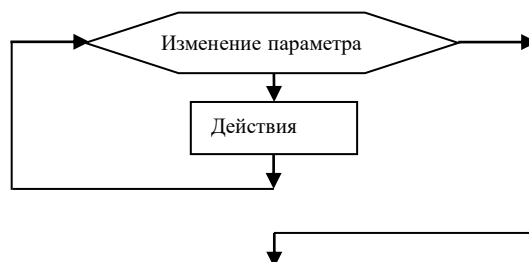 Изменение параметра
Действия